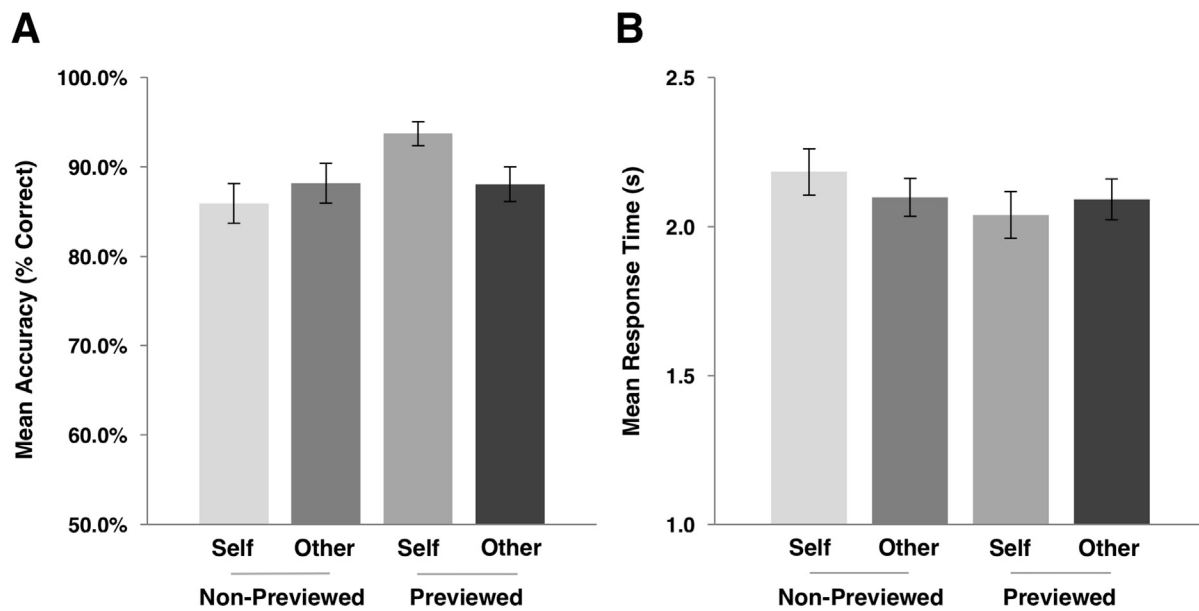 A
Mean Accuracy (% Correct)
100.0%
90.0%
80.0%
70.0%
60.0%
50.0%
Self Other Self Other
Non-Previewed Previewed
B
Mean Response Time (s)
2.5
2.0
1.5
1.0
Self Other Self Other
Non-Previewed Previewed